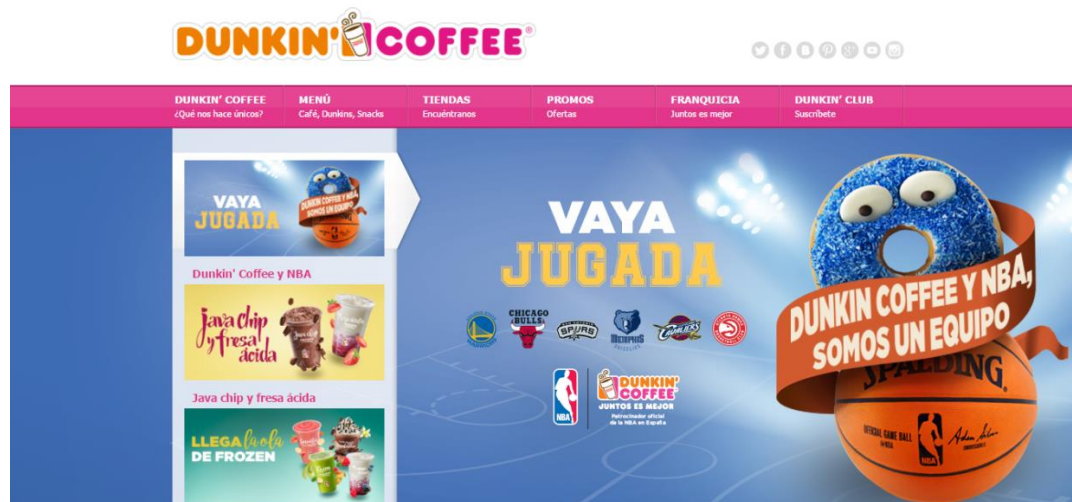 DUNKIN' COFFEE®
DUNKIN' COFFEE
¿Qué nos hace únicos?
MENÚ
Café, Dunkins, Snacks
TIENDAS
Encuéntranos
PROMOS
Ofertas
FRANQUICIA
Juntos es mejor
DUNKIN' CLUB
Suscríbete
VAYA
JUGADA
DUNKIN COFFEE Y NBA,
SOMOS UN EQUIPO
Dunkin' Coffee y NBA
Java chip
y fresa
ácida
Java chip y fresa ácida
LLEGA la ola
DE FROZEN
VAYA
JUGADA
CHICAGO
BULLS
SPURS
MEMPHIS
CAVALIERS
NBA
DUNKIN'
COFFEE
JUNTOS ES MEJOR
Patrocinador oficial
de la NBA en España
DUNKIN COFFEE Y NBA,
SOMOS UN EQUIPO
SPALDING
OFFICIAL GAME BALL
NBA